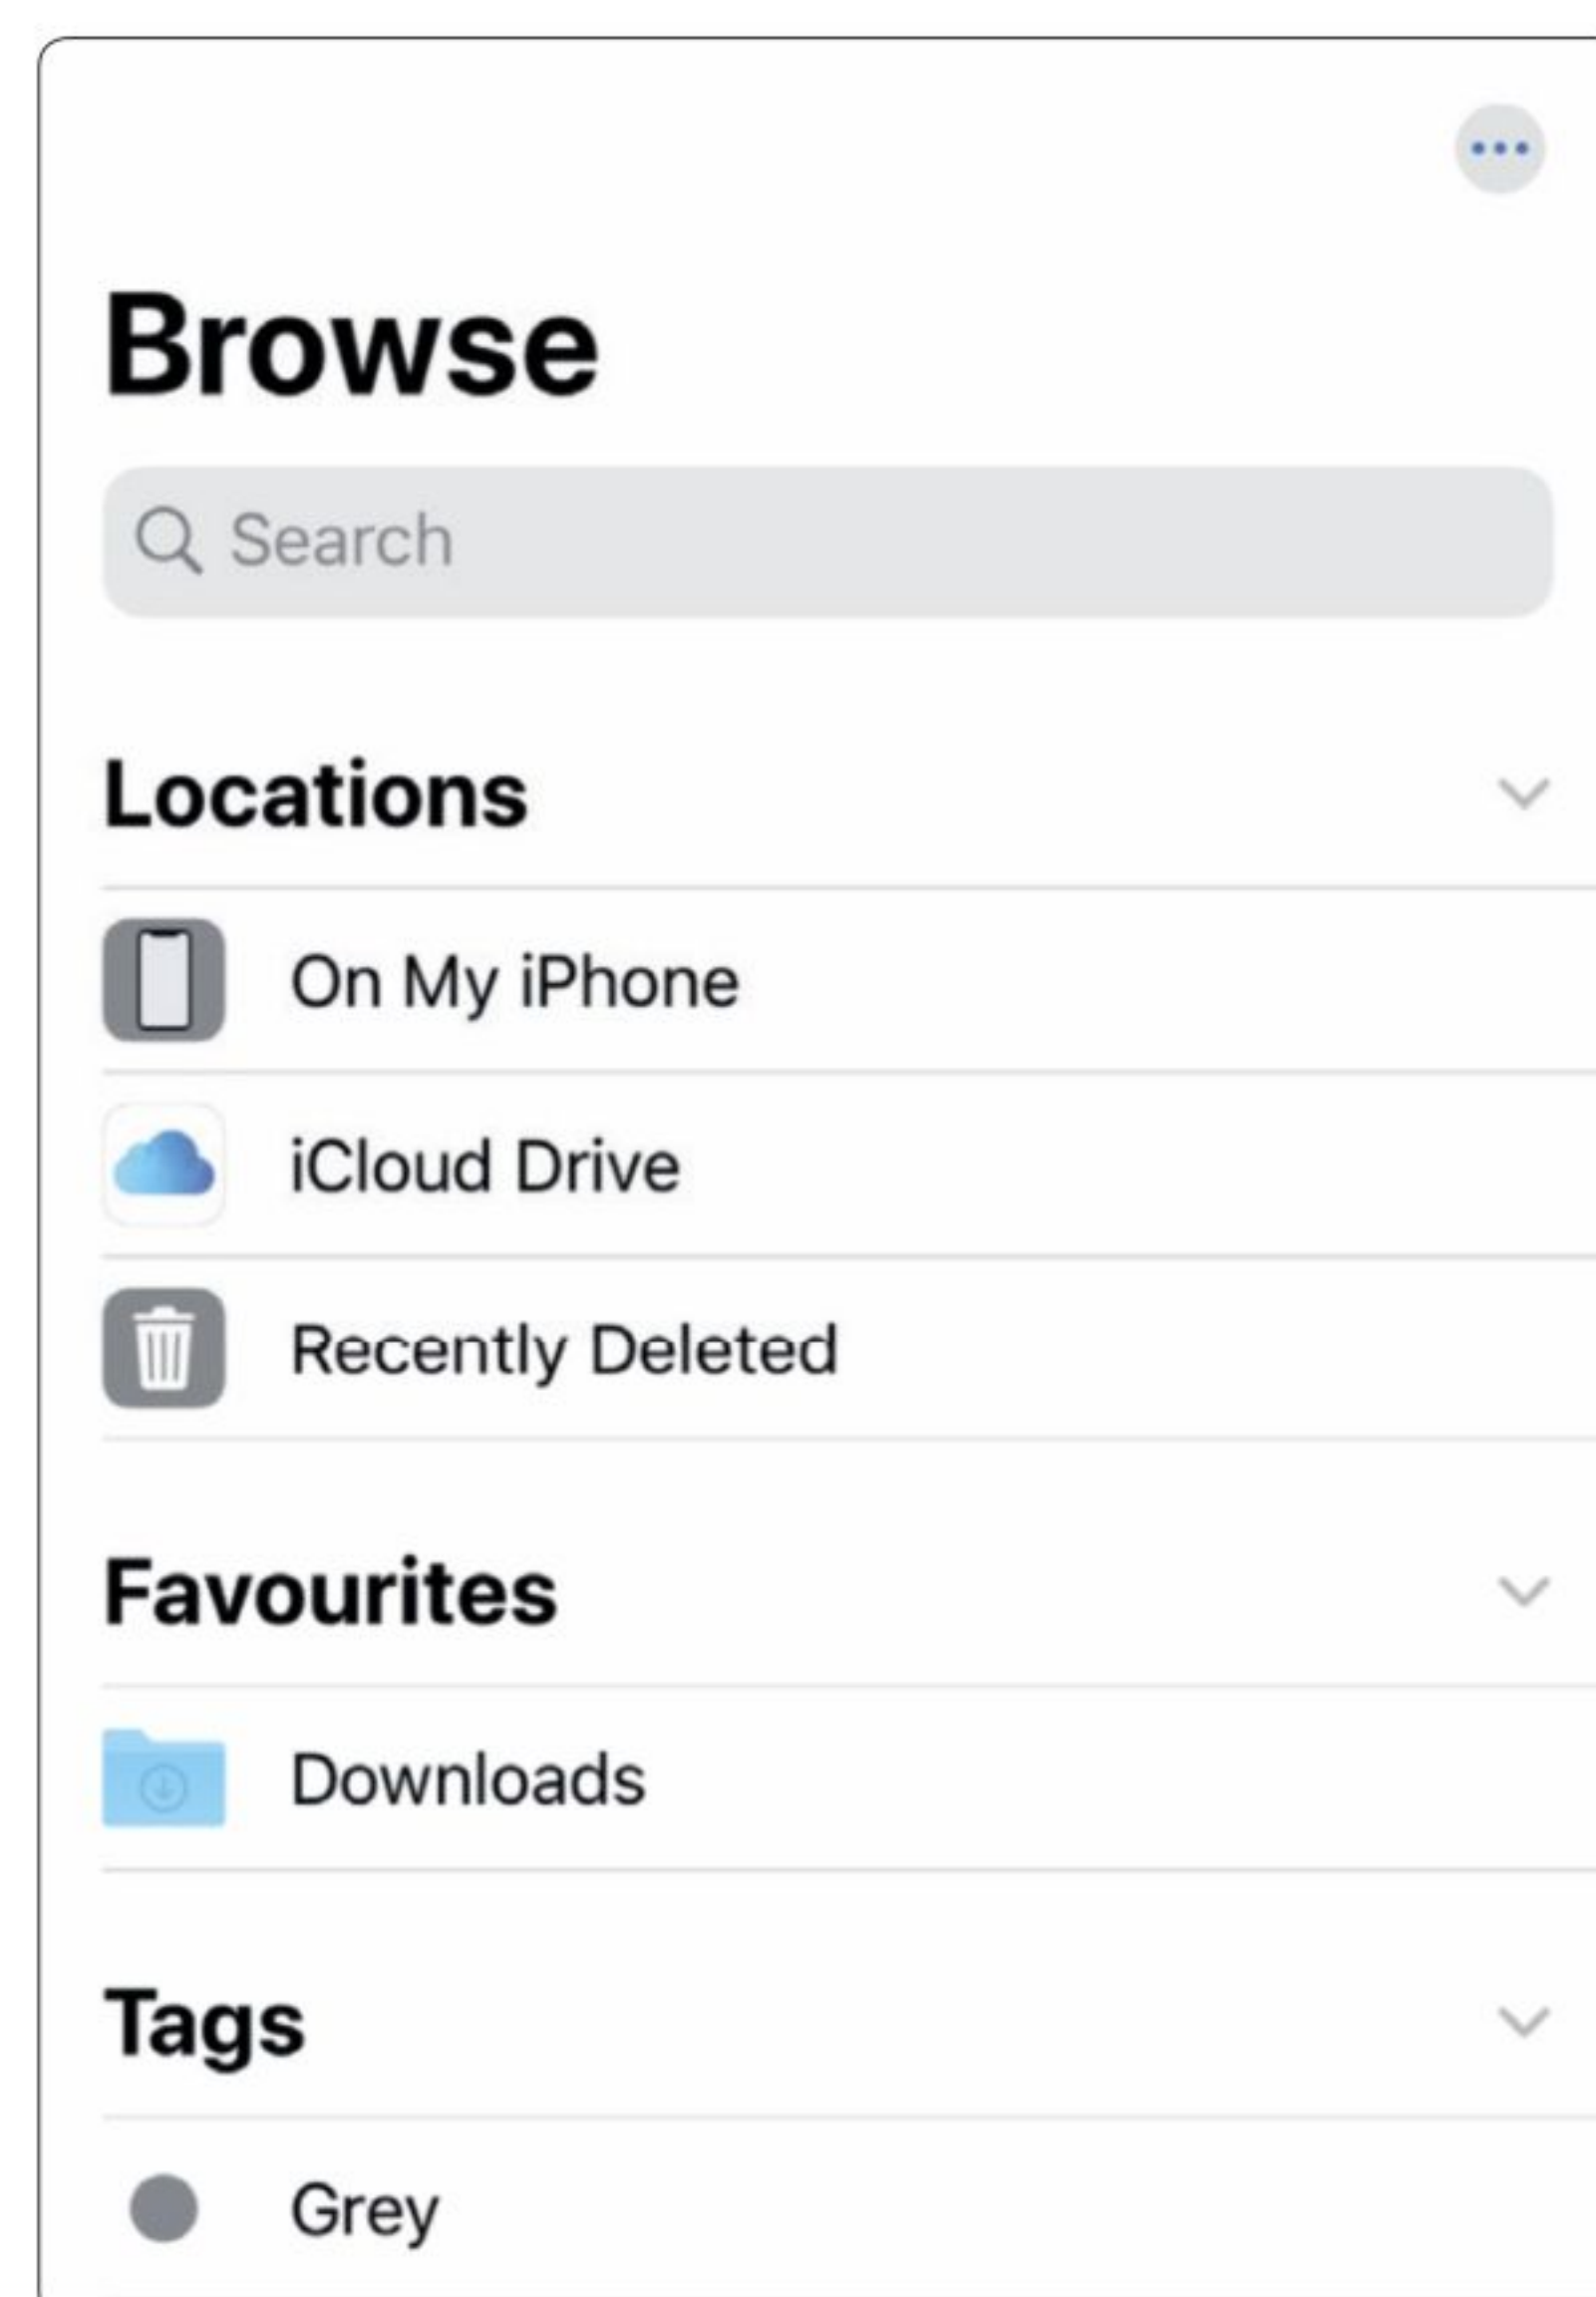 Browse
Search
Locations
On My iPhone
iCloud Drive
Recently Deleted
Favourites
Downloads
Tags
Grey